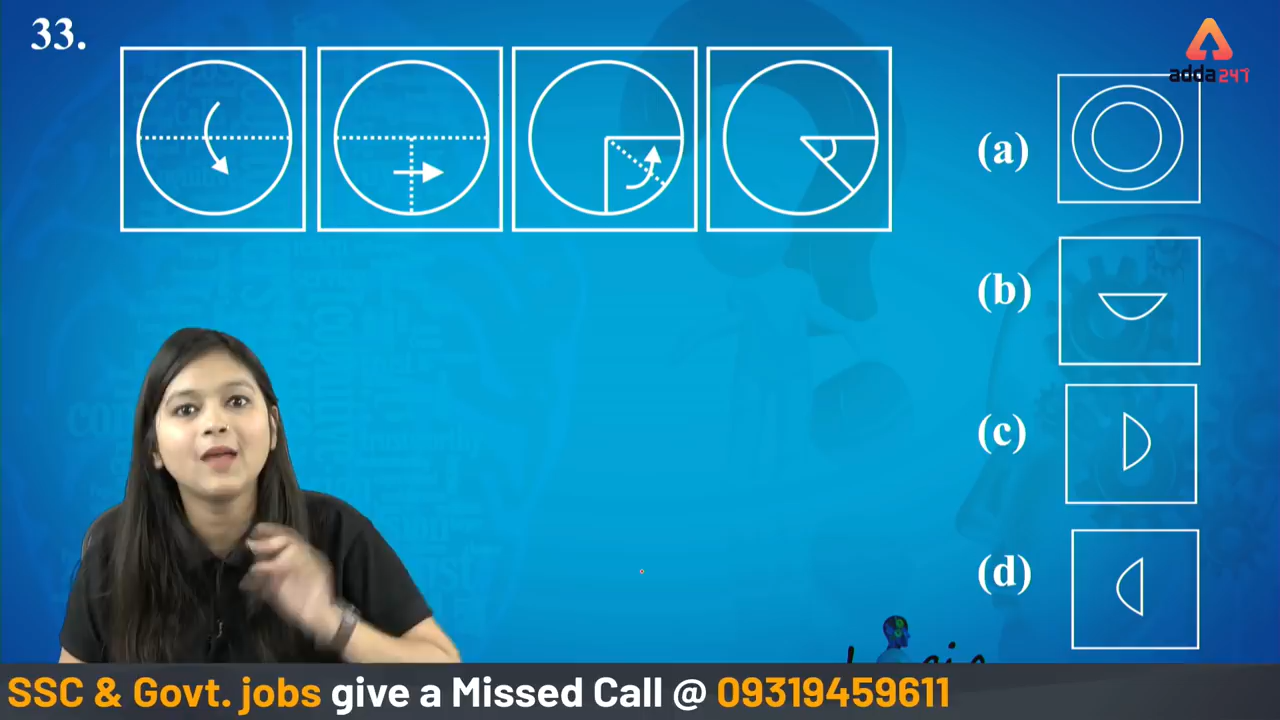 33.
adda247
(a)
(b)
(c)
(d)
SSC & Govt. jobs give a Missed Call @ 09319459611